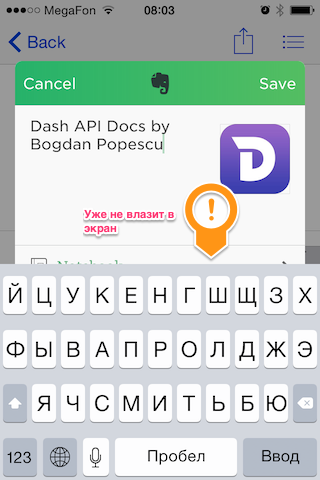 MegaFon 08:03
Back
Cancel Save
Dash API Docs by
Bogdan Popescu
Уже не влазит в
экран
Notebook
Й Ц У К Е Н Г Ш Щ З Х
Ф Ы В А П Р О Л Д Ж Э
Я Ч С М И Т Ь Б Ю
123 Пробел Ввод